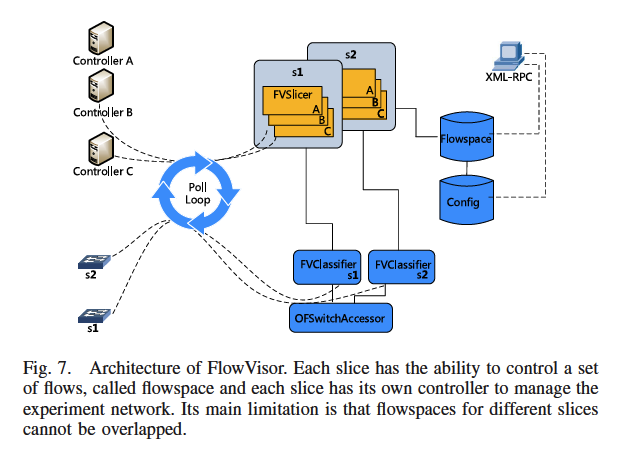 Controller A
Controller B
Controller C
s1
s2
FVSlicer
A
B
C
A
B
C
XML-RPC
Flowspace
Config
Poll
Loop
s2
s1
FVClassifier
s1
FVClassifier
s2
OFSwitchAccessor
Fig. 7. Architecture of FlowVisor. Each slice has the ability to control a set
of flows, called flowspace and each slice has its own controller to manage the
experiment network. Its main limitation is that flowspaces for different slices
cannot be overlapped.